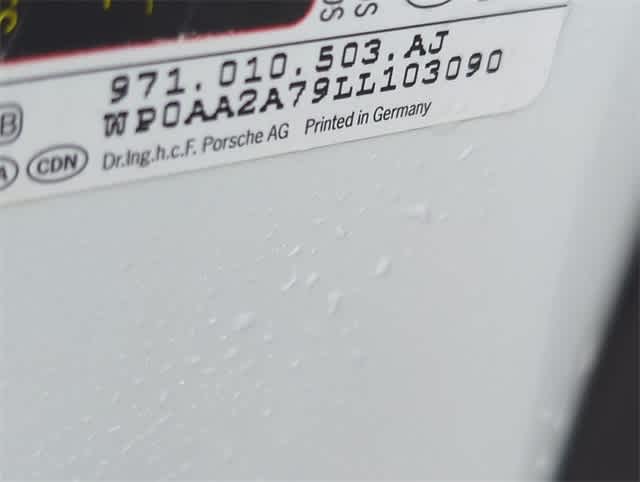 971.010.503.AJ
WP0AA2A79LL103090
B
CDN
Dr.Ing.h.c.F. Porsche AG Printed in Germany